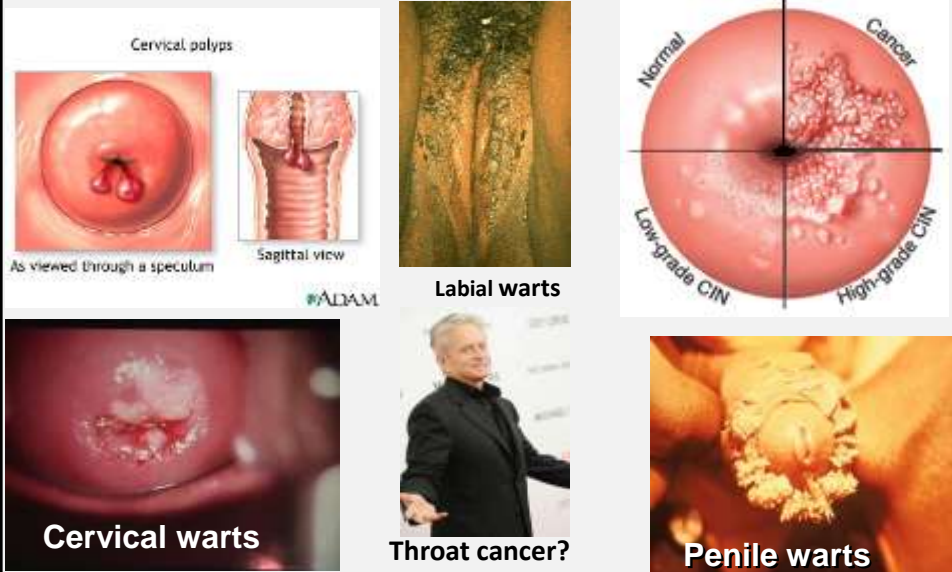 Cervical polyps
As viewed through a speculum
Sagittal view
ADAM
Labial warts
Normal
Cancer
Low-grade CIN
High-grade CIN
Cervical warts
Throat cancer?
Penile warts